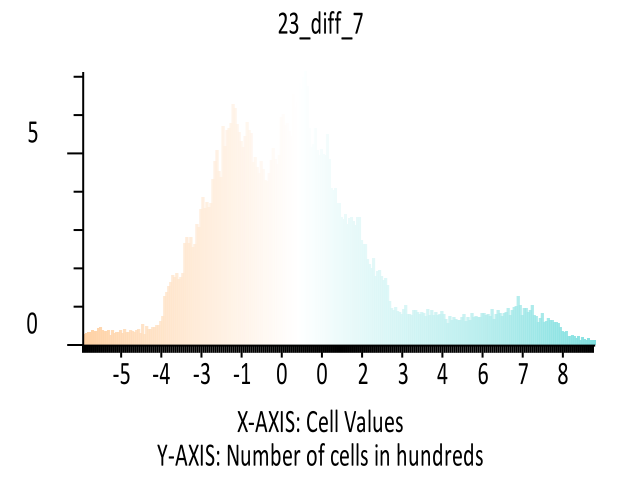 23_diff_7
5
0
-5 -4 -3 -1 0 0 2 3 4 6 7 8
X-AXIS: Cell Values
Y-AXIS: Number of cells in hundreds